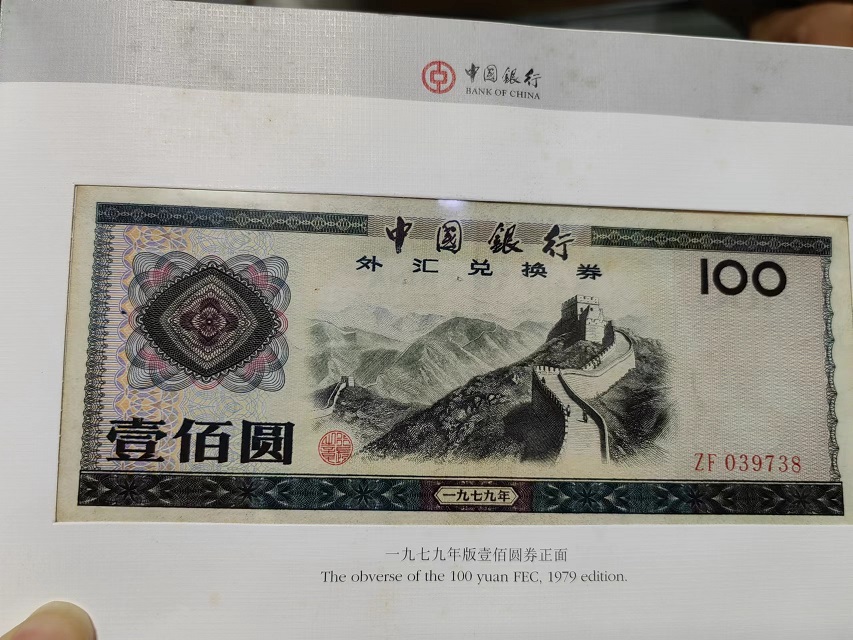 中国銀行
BANK OF CHINA
中国銀行
外汇兑换券
100
壹佰圆
ZF 039738
一九七九年
一九七九年版壹佰圆券正面
The obverse of the 100 yuan FEC, 1979 edition.